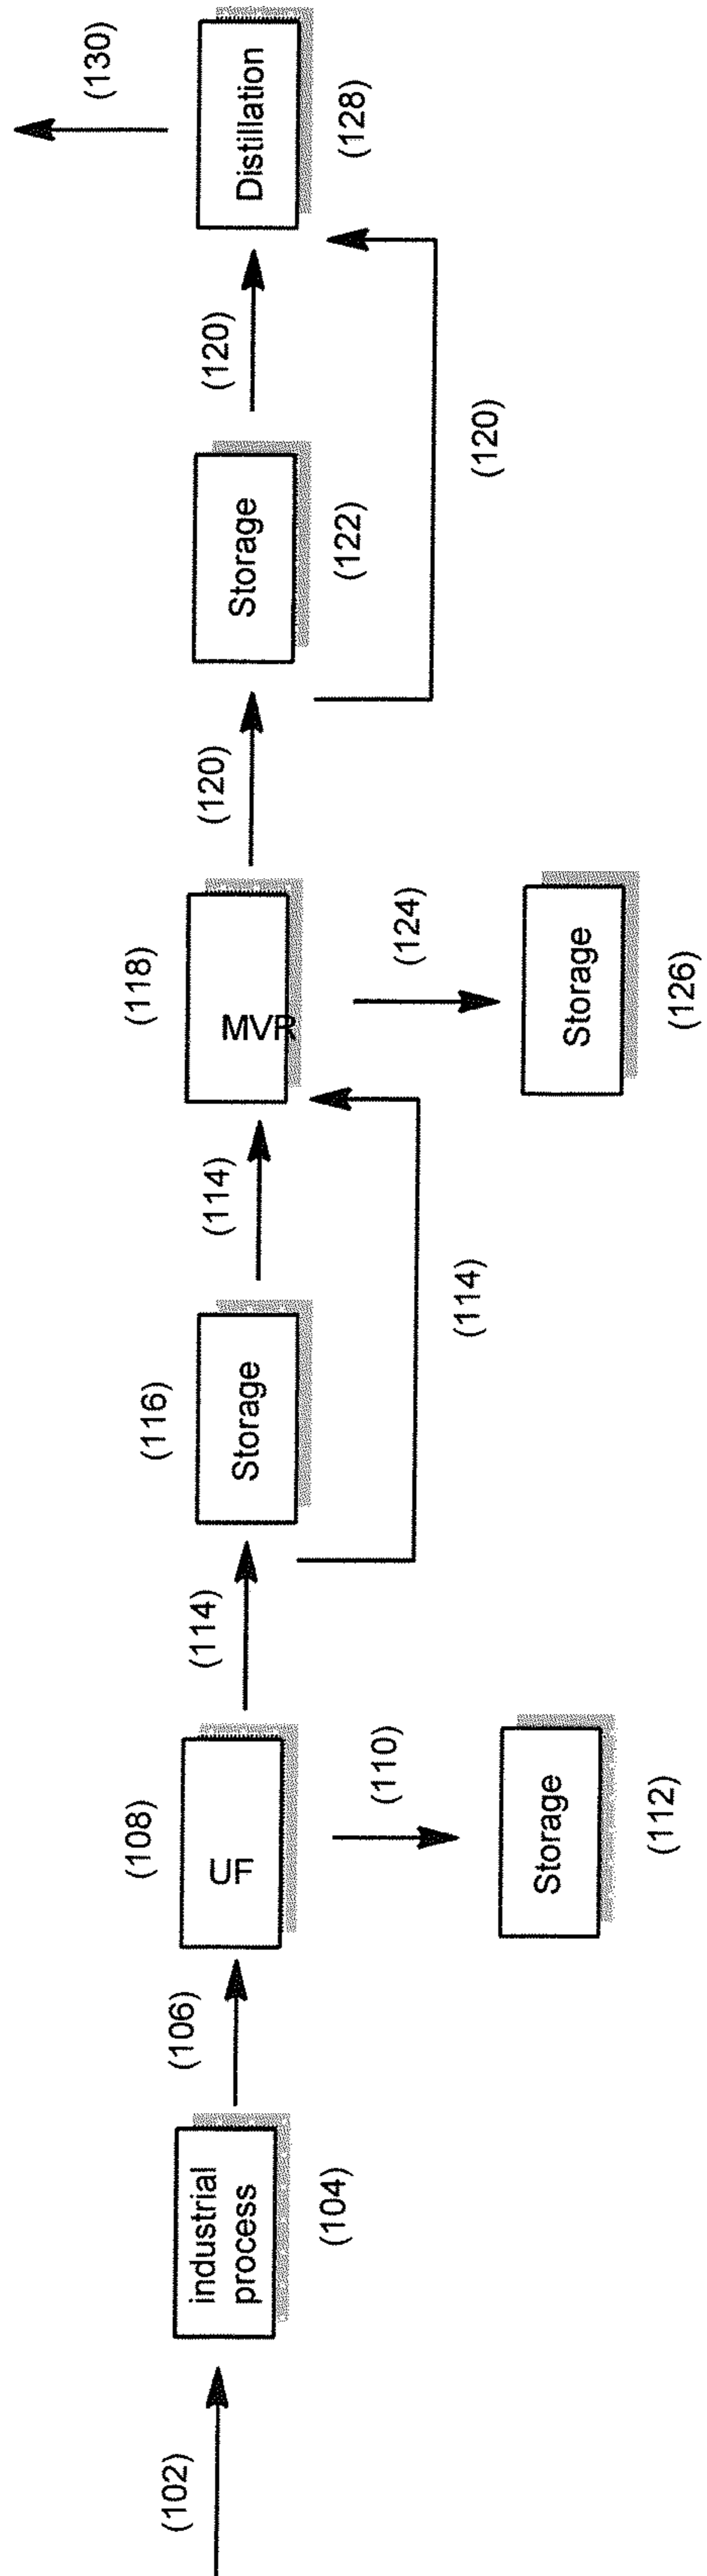 (102)
industrial
process
(104)
(106)
(108)
UF
(110)
Storage
(112)
(114)
(116)
Storage
(114)
(114)
(118)
MVR
(124)
Storage
(126)
(120)
Storage
(122)
(120)
(120)
Distillation
(128)
(130)